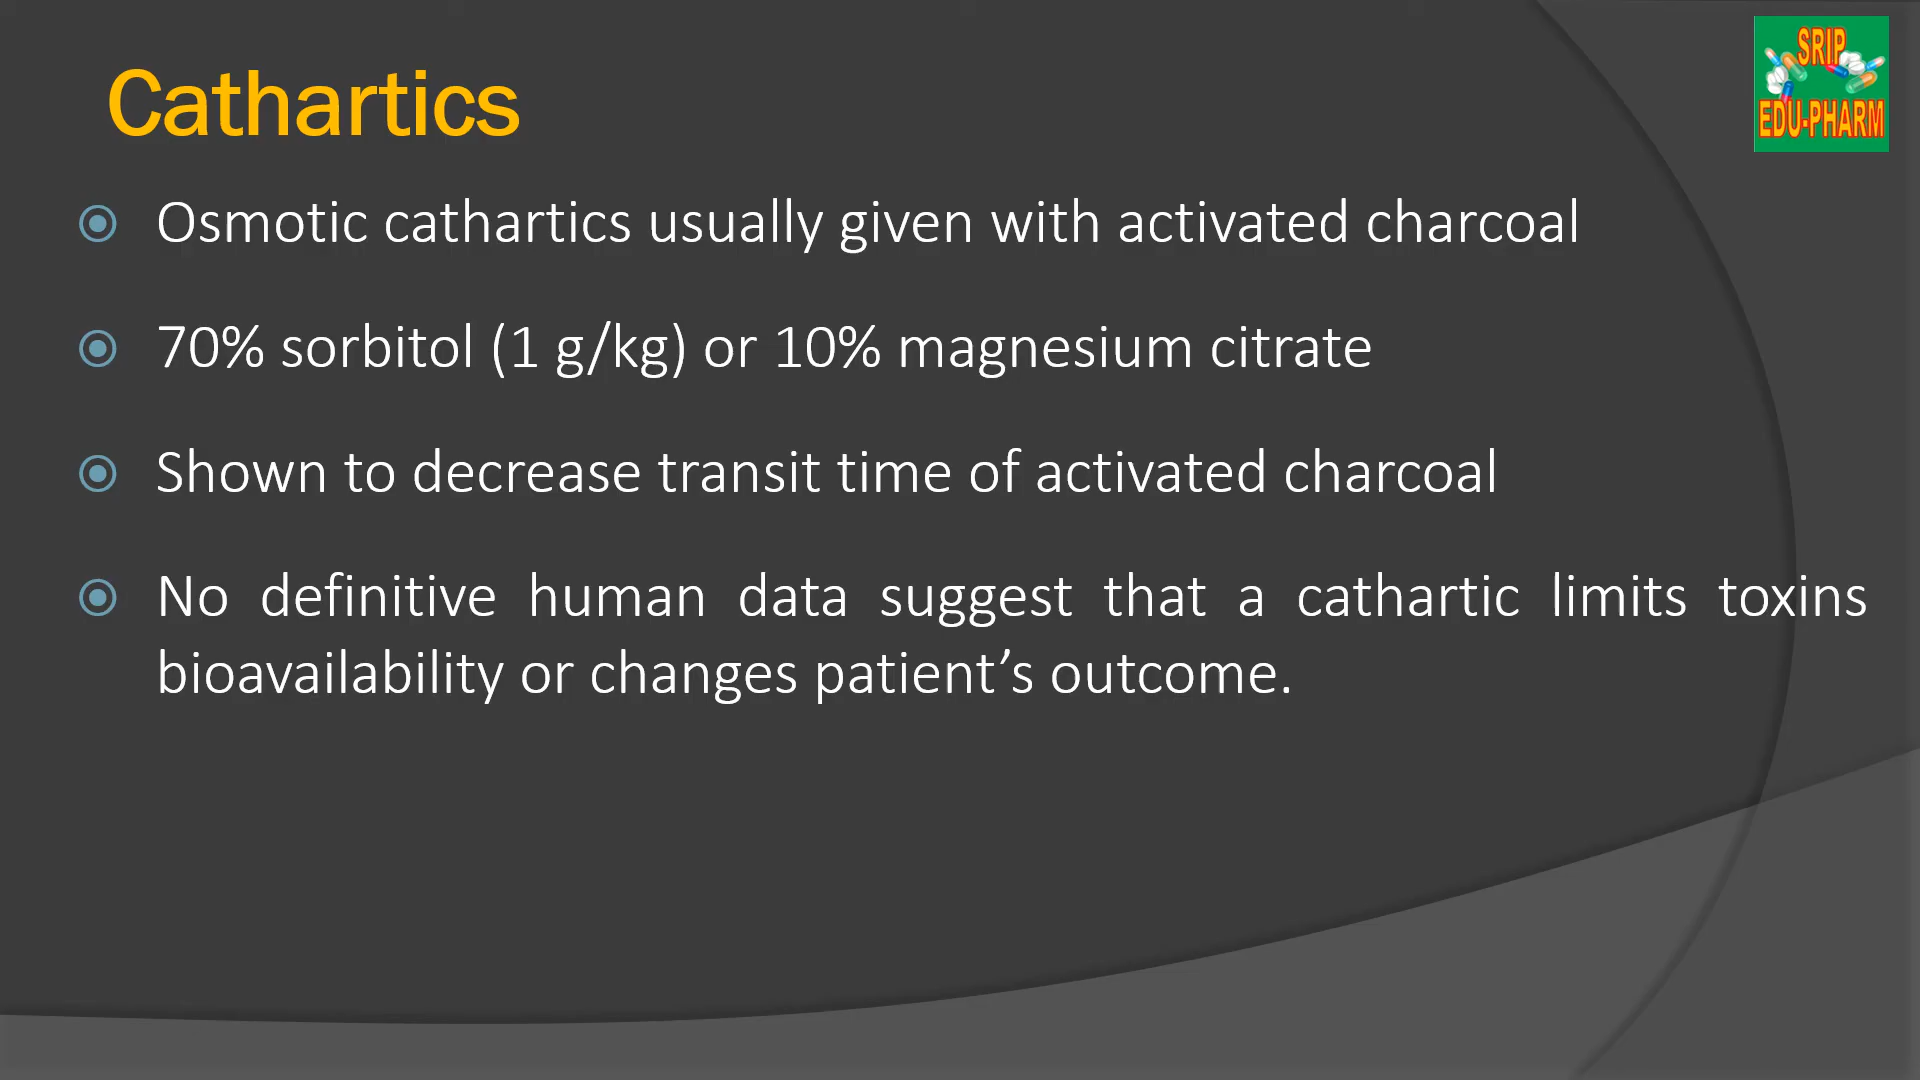 Cathartics
SRIP
EDU-PHARM
Osmotic cathartics usually given with activated charcoal
70% sorbitol (1 g/kg) or 10% magnesium citrate
Shown to decrease transit time of activated charcoal
No definitive human data suggest that a cathartic limits toxins
bioavailability or changes patient’s outcome.